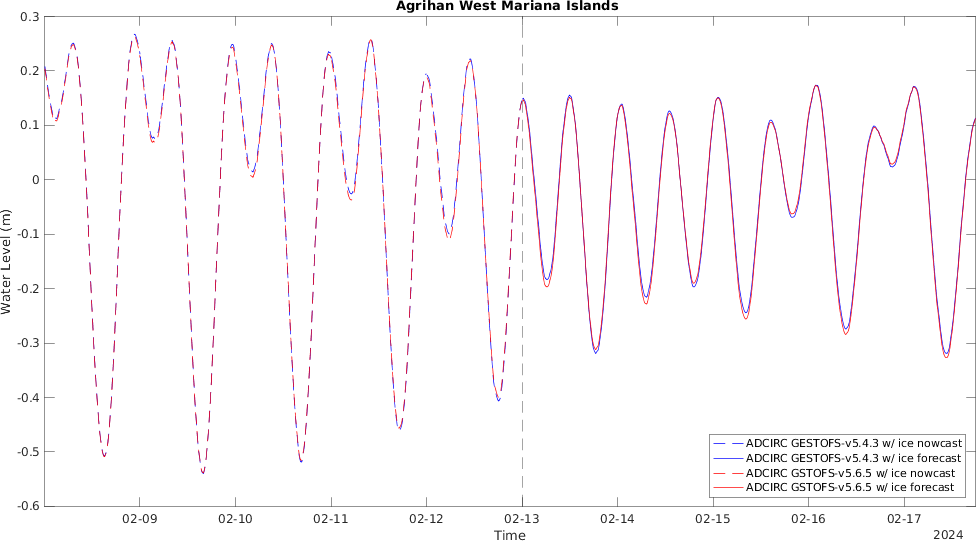 Agrihan West Mariana Islands
0.3
0.2
0.1
0
-0.1
-0.2
-0.3
-0.4
-0.5
-0.6
Water Level (m)
ADCIRC GESTOFS-v5.4.3 w/ ice nowcast
ADCIRC GESTOFS-v5.4.3 w/ ice forecast
ADCIRC GSTOFS-v5.6.5 w/ ice nowcast
ADCIRC GSTOFS-v5.6.5 w/ ice forecast
02-09 02-10 02-11 02-12 02-13 02-14 02-15 02-16 02-17
Time
2024